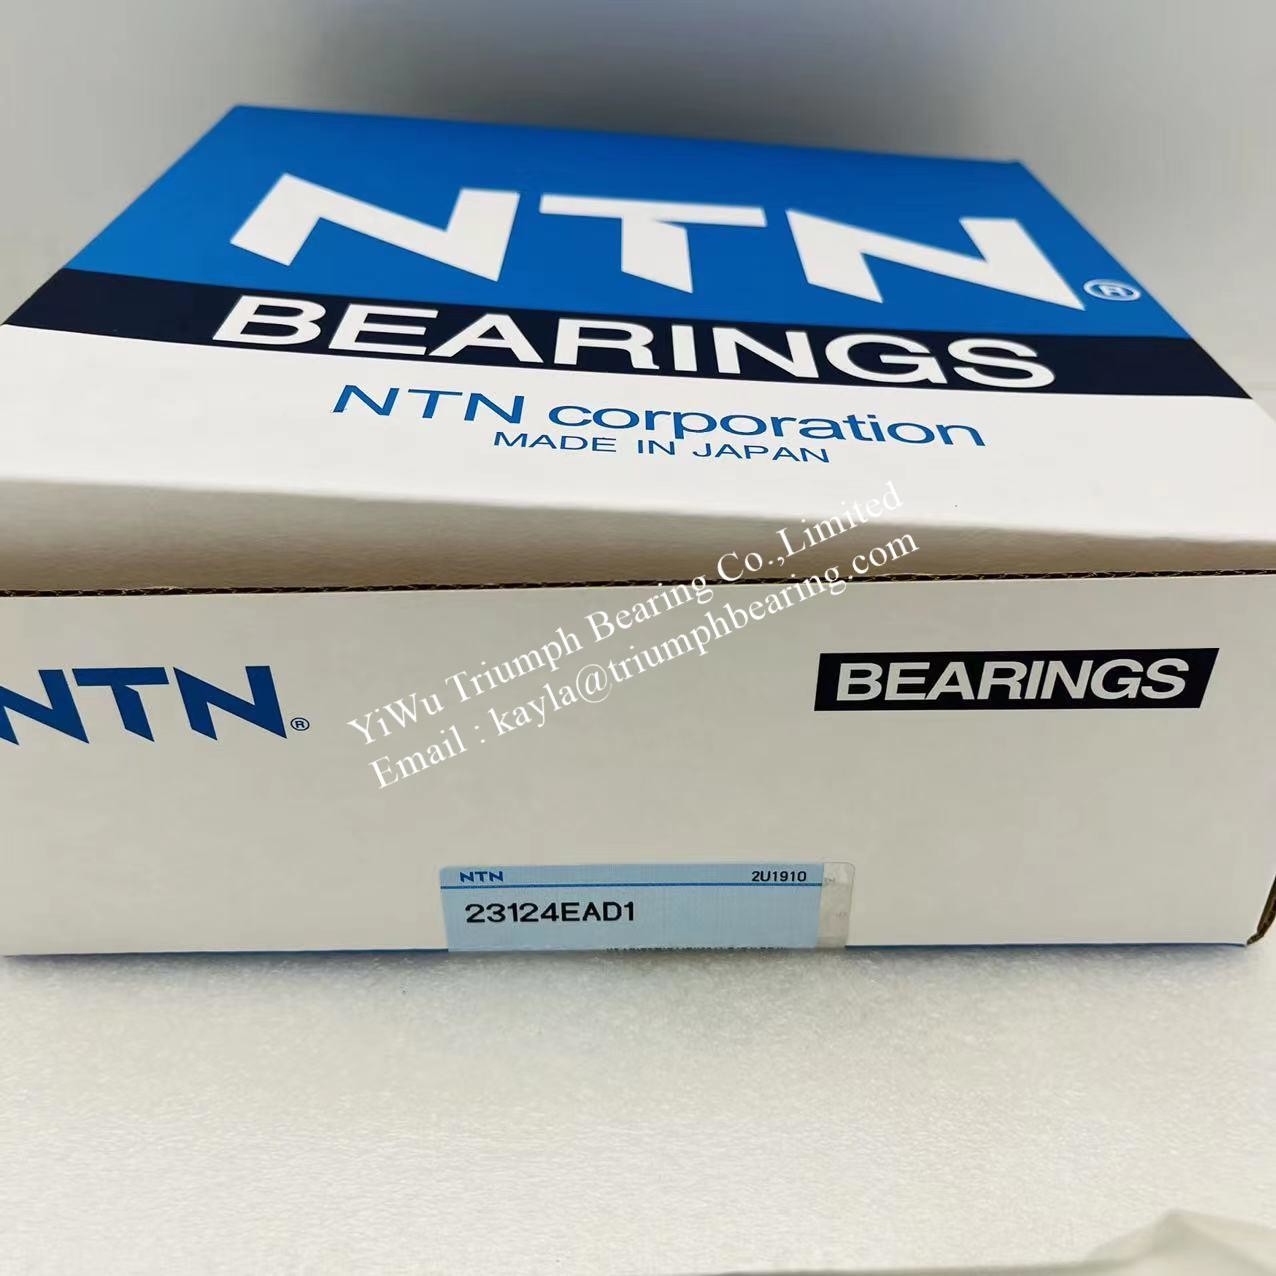 NTN®
BEARINGS
NTN corporation
MADE IN JAPAN
YiWu Triumph Bearing Co.,Limited
Email : kayla@triumphbearing.com
NTN®
BEARINGS
NTN 2U1910
23124EAD1